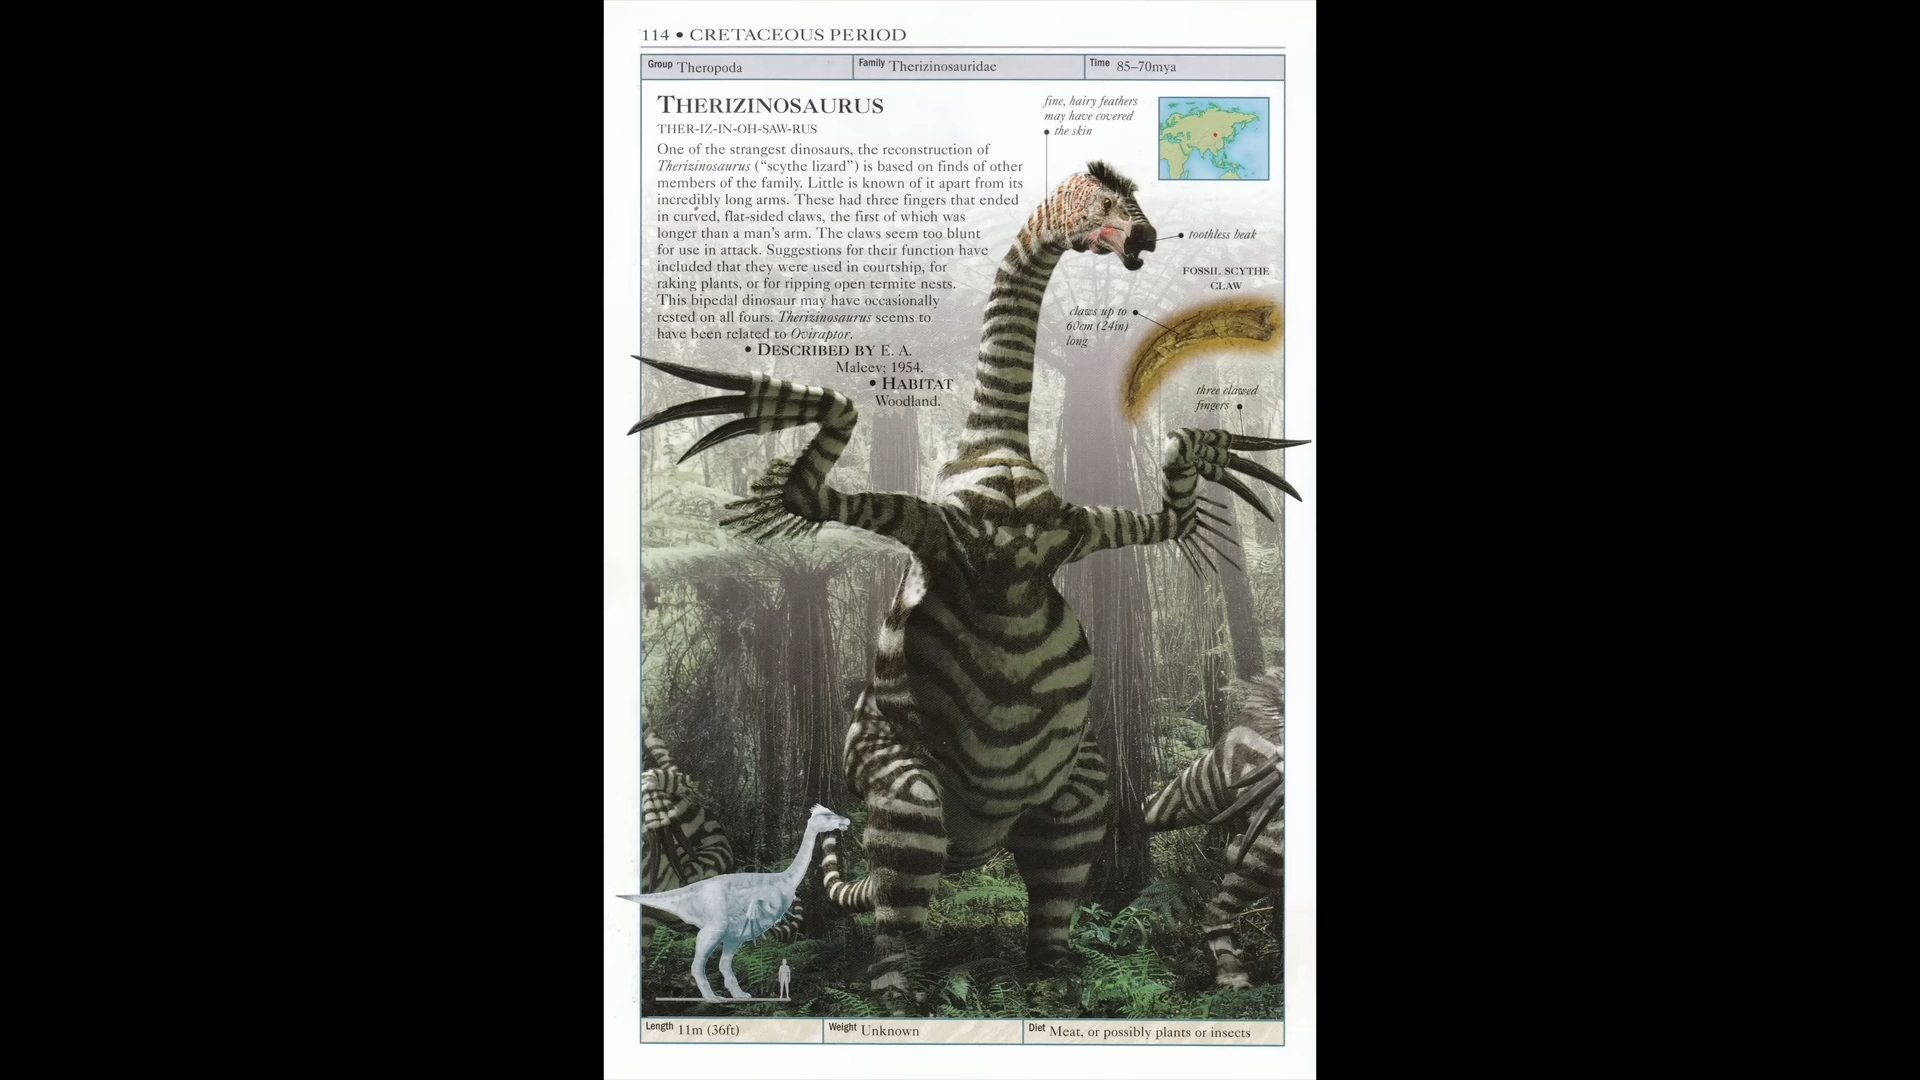 114 • CRETACEOUS PERIOD
Group Theropoda
Family Therizinosauridae
Time 85–70mya
THERIZINOSAURUS
THER-IZ-IN-OH-SAW-RUS
One of the strangest dinosaurs, the reconstruction of
Therizinosaurus (“scythe lizard”) is based on finds of other
members of the family. Little is known of it apart from its
incredibly long arms. These had three fingers that ended
in curved, flat-sided claws, the first of which was
longer than a man’s arm. The claws seem too blunt
for use in attack. Suggestions for their function have
included that they were used in courtship, for
raking plants, or for ripping open termite nests.
This bipedal dinosaur may have occasionally
rested on all fours. Therizinosaurus seems to
have been related to Oviraptor.
• DESCRIBED BY E. A.
Maleev; 1954.
• HABITAT
Woodland.
fine, hairy feathers
may have covered
the skin
toothless beak
FOSSIL SCYTHE
CLAW
claws up to
60cm (24in)
long
three clawed
fingers
Length 11m (36ft)
Weight Unknown
Diet Meat, or possibly plants or insects